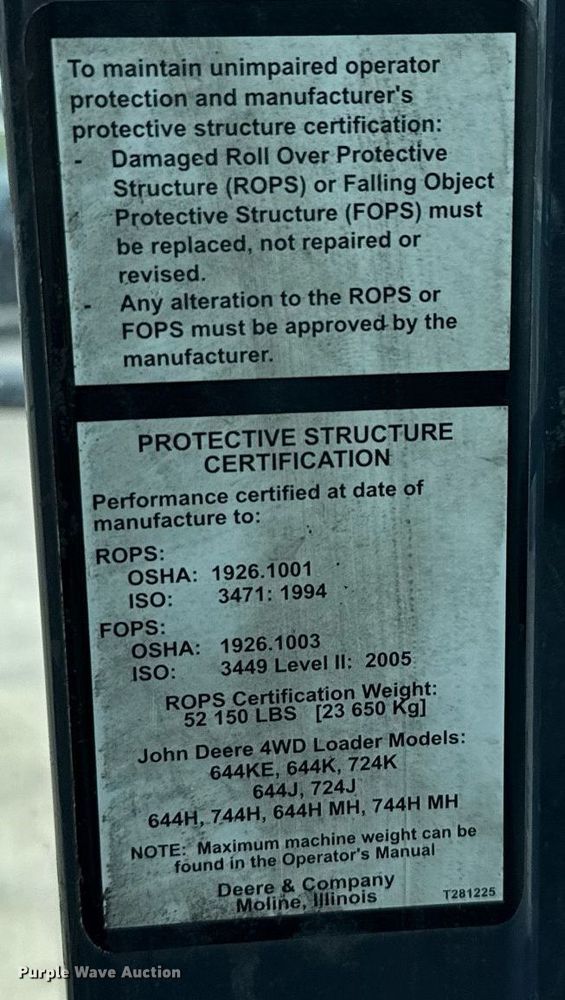 To maintain unimpaired operator
protection and manufacturer's
protective structure certification:
- Damaged Roll Over Protective
Structure (ROPS) or Falling Object
Protective Structure (FOPS) must
be replaced, not repaired or
revised.
- Any alteration to the ROPS or
FOPS must be approved by the
manufacturer.
PROTECTIVE STRUCTURE
CERTIFICATION
Performance certified at date of
manufacture to:
ROPS:
OSHA: 1926.1001
ISO: 3471: 1994
FOPS:
OSHA: 1926.1003
ISO: 3449 Level II: 2005
ROPS Certification Weight:
52 150 LBS [23 650 Kg]
John Deere 4WD Loader Models:
644KE, 644K, 724K
644J, 724J
644H, 744H, 644H MH, 744H MH
NOTE: Maximum machine weight can be
found in the Operator's Manual
Deere & Company
Moline, Illinois
T281225
Purple Wave Auction